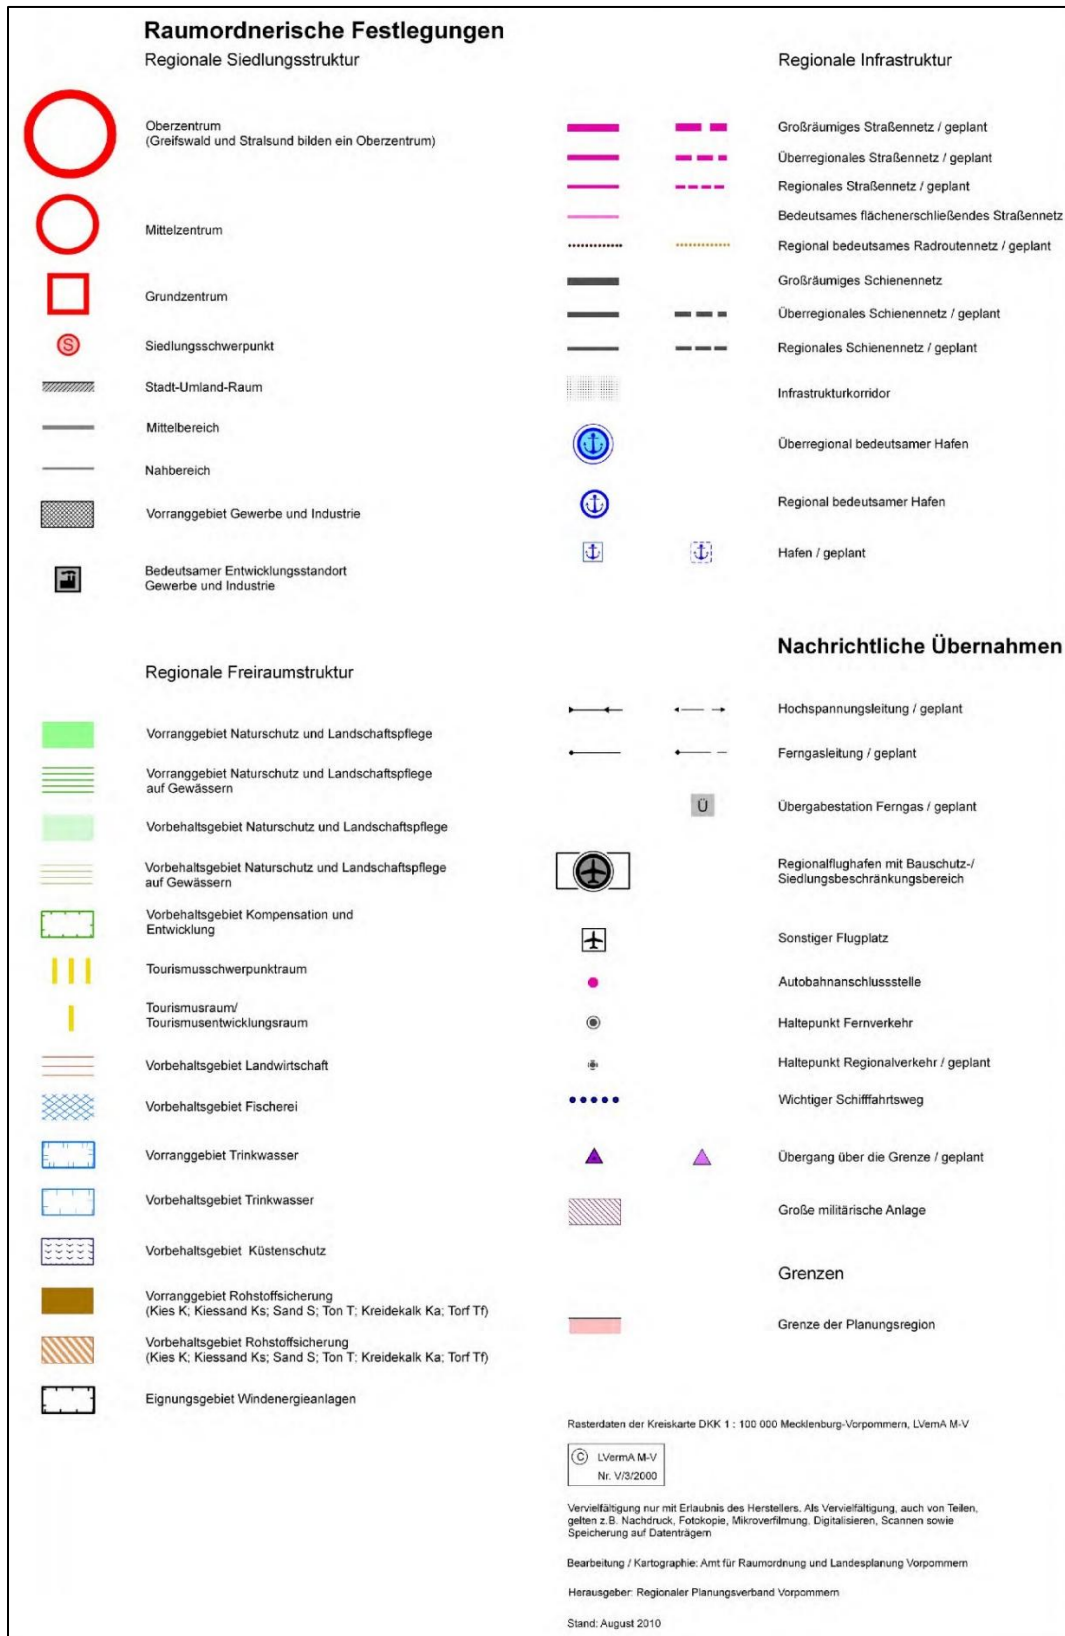 Raumordnerische Festlegungen
Regionale Siedlungsstruktur
Oberzentrum
(Greifswald und Stralsund bilden ein Oberzentrum)
Mittelzentrum
Grundzentrum
S
Siedlungsschwerpunkt
Stadt-Umland-Raum
Mittelbereich
Nahbereich
Vorranggebiet Gewerbe und Industrie
Bedeutsamer Entwicklungsstandort
Gewerbe und Industrie
Regionale Freiraumstruktur
Vorranggebiet Naturschutz und Landschaftspflege
Vorranggebiet Naturschutz und Landschaftspflege
auf Gewässern
Vorbehaltsgebiet Naturschutz und Landschaftspflege
Vorbehaltsgebiet Naturschutz und Landschaftspflege
auf Gewässern
Vorbehaltsgebiet Kompensation und
Entwicklung
Tourismusschwerpunktraum
Tourismusraum/
Tourismusentwicklungsraum
Vorbehaltsgebiet Landwirtschaft
Vorbehaltsgebiet Fischerei
Vorranggebiet Trinkwasser
Vorbehaltsgebiet Trinkwasser
Vorbehaltsgebiet Küstenschutz
Vorranggebiet Rohstoffsicherung
(Kies K; Kiessand Ks; Sand S; Ton T; Kreidekalk Ka; Torf Tf)
Vorbehaltsgebiet Rohstoffsicherung
(Kies K; Kiessand Ks; Sand S; Ton T; Kreidekalk Ka; Torf Tf)
Eignungsgebiet Windenergieanlagen
Regionale Infrastruktur
Großräumiges Straßennetz / geplant
Überregionales Straßennetz / geplant
Regionales Straßennetz / geplant
Bedeutsames flächenerschließendes Straßennetz
Regional bedeutsames Radroutennetz / geplant
Großräumiges Schienennetz
Überregionales Schienennetz / geplant
Regionales Schienennetz / geplant
Infrastrukturkorridor
Überregional bedeutsamer Hafen
Regional bedeutsamer Hafen
Hafen / geplant
Nachrichtliche Übernahmen
Hochspannungsleitung / geplant
Ferngasleitung / geplant
Ü
Übergabestation Ferngas / geplant
Regionalflughafen mit Bauschutz-/
Siedlungsbeschränkungsbereich
Sonstiger Flugplatz
Autobahnanschlussstelle
Haltepunkt Fernverkehr
Haltepunkt Regionalverkehr / geplant
Wichtiger Schifffahrtsweg
Übergang über die Grenze / geplant
Große militärische Anlage
Grenzen
Grenze der Planungsregion
Rasterdaten der Kreiskarte DKK 1 : 100 000 Mecklenburg-Vorpommern, LVemA M-V
© LVermA M-V
Nr. V/3/2000
Vervielfältigung nur mit Erlaubnis des Herstellers. Als Vervielfältigung, auch von Teilen,
gelten z.B. Nachdruck, Fotokopie, Mikroverfilmung, Digitalisieren, Scannen sowie
Speicherung auf Datenträgern
Bearbeitung / Kartographie: Amt für Raumordnung und Landesplanung Vorpommern
Herausgeber: Regionaler Planungsverband Vorpommern
Stand: August 2010